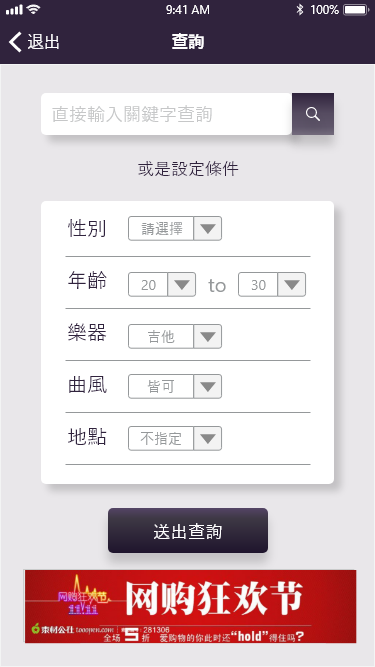 9:41 AM 100%
退出 查詢
直接輸入關鍵字查詢
或是設定條件
性別 請選擇
年齡 20 to 30
樂器 吉他
曲風 皆可
地點 不指定
送出查詢
网购狂欢节
网购狂欢节
11/11
素材公社 tooopen.com 281306
全场5折 爱购物的你此时还“hold”得住吗?